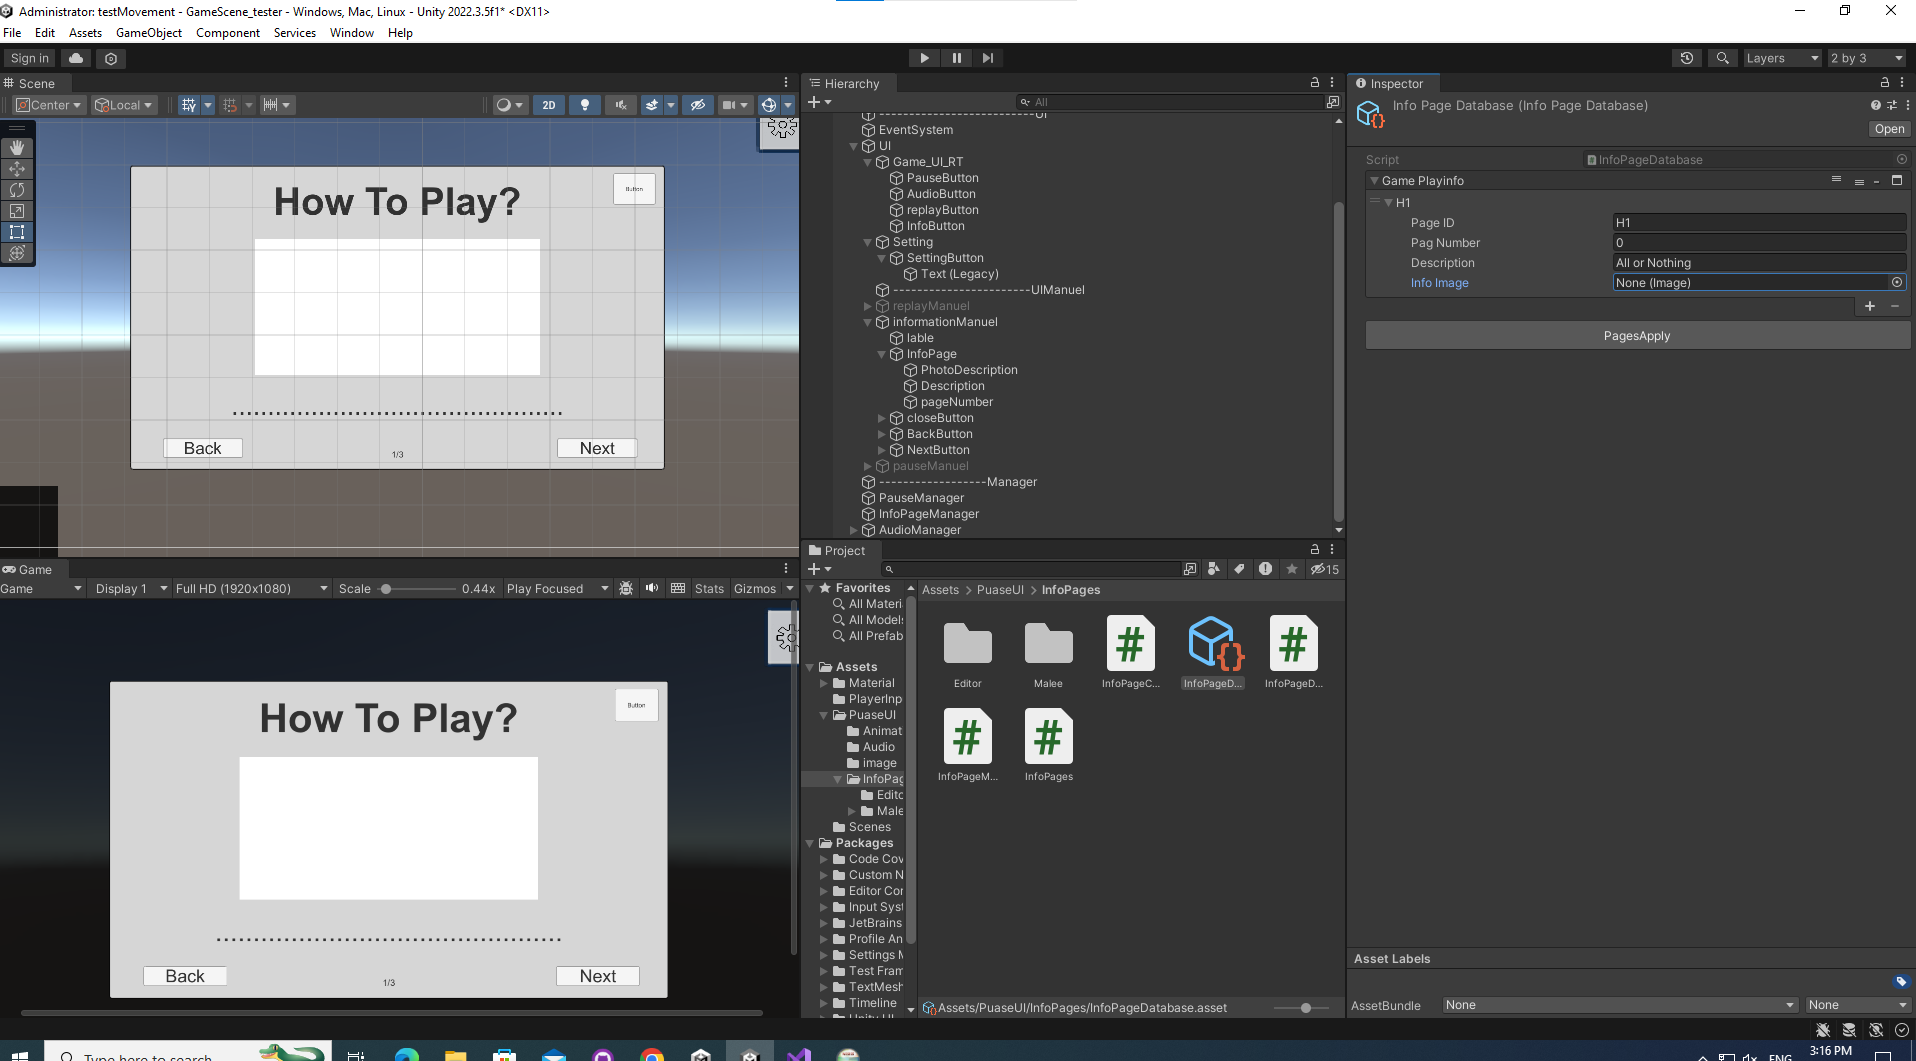 Administrator: testMovement - GameScene_tester - Windows, Mac, Linux - Unity 2022.3.5f1* <DX11>
File Edit Assets GameObject Component Services Window Help
Sign in
Layers
2 by 3
Scene
Center
Local
2D
How To Play?
Button
Back
1/3
Next
Game
Game
Display 1
Full HD (1920x1080)
Scale
0.44x
Play Focused
Stats
Gizmos
How To Play?
Button
Back
1/3
Next
Hierarchy
All
--------------------------UI
EventSystem
UI
Game_UI_RT
PauseButton
AudioButton
replayButton
InfoButton
Setting
SettingButton
Text (Legacy)
-----------------------UIManuel
replayManuel
informationManuel
lable
InfoPage
PhotoDescription
Description
pageNumber
closeButton
BackButton
NextButton
pauseManuel
------------------Manager
PauseManager
InfoPageManager
AudioManager
Project
15
Favorites
All Materi
All Models
All Prefab
Assets
Material
PlayerInp
PuaseUI
Animat
Audio
image
InfoPag
Edito
Male
Scenes
Packages
Code Cov
Custom N
Editor Cor
Input Syst
JetBrains
Profile An
Settings M
Test Fram
TextMesh
Timeline
Unity UI
Assets > PuaseUI > InfoPages
Editor
Malee
InfoPageC...
InfoPageD...
InfoPageD...
InfoPageM...
InfoPages
Assets/PuaseUI/InfoPages/InfoPageDatabase.asset
Inspector
Info Page Database (Info Page Database)
Open
Script
InfoPageDatabase
Game Playinfo
H1
Page ID
H1
Pag Number
0
Description
All or Nothing
Info Image
None (Image)
PagesApply
Asset Labels
AssetBundle
None
None
Type here to search
ENG
3:16 PM